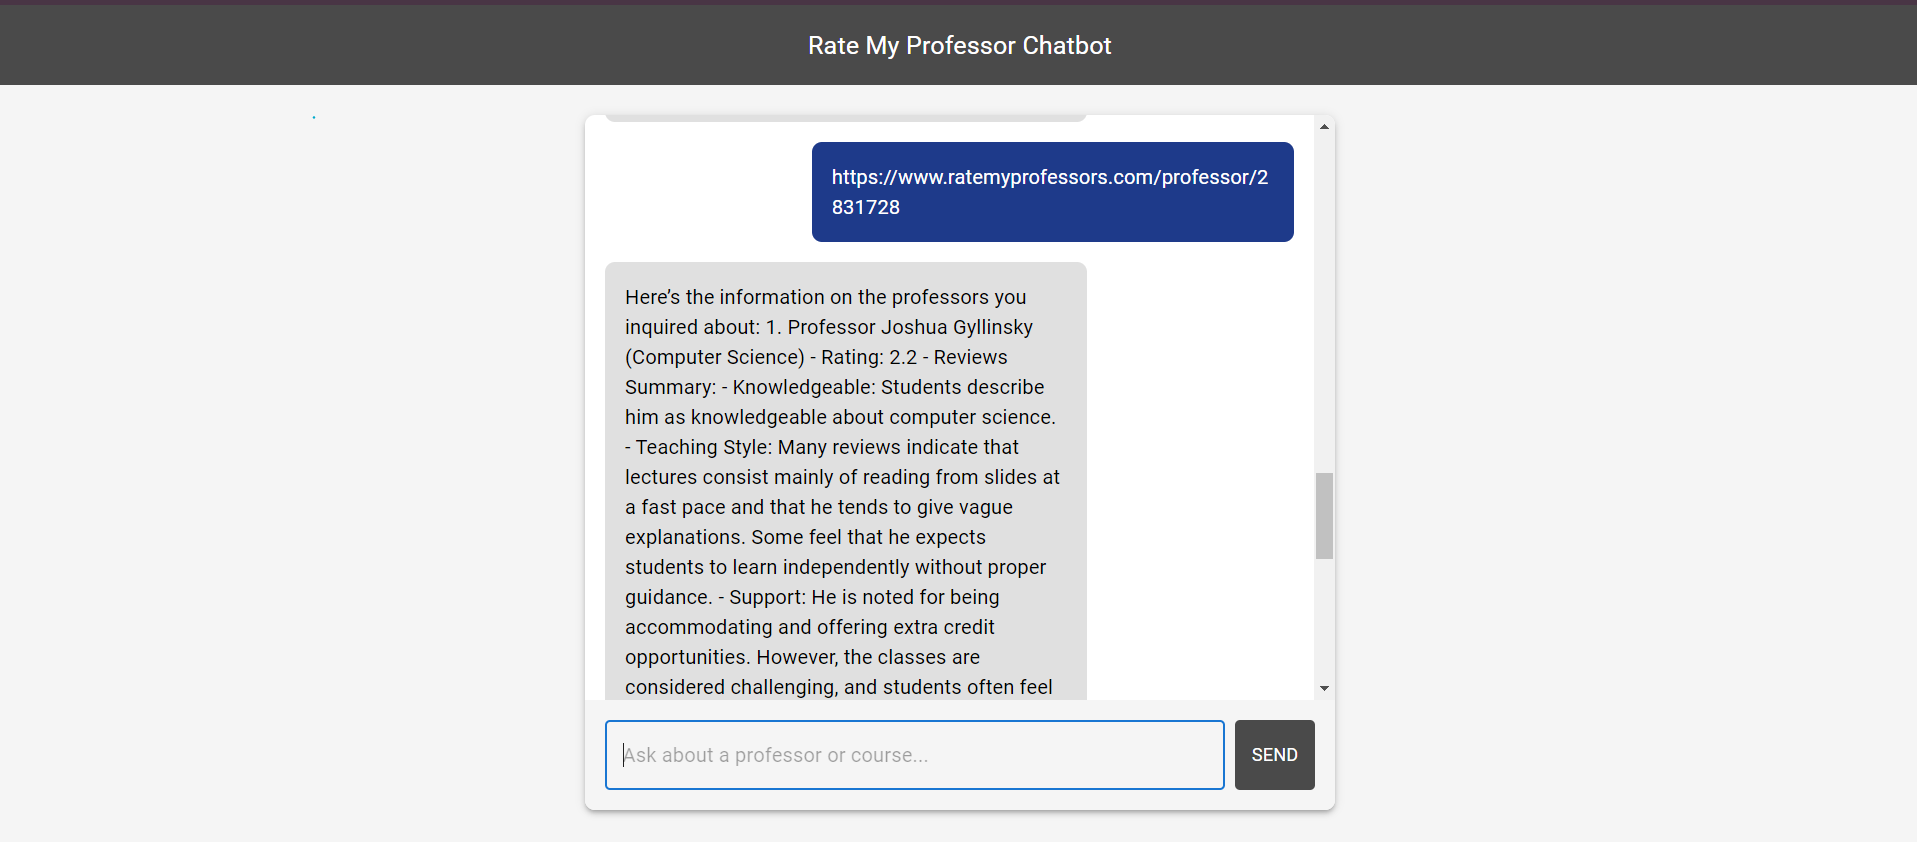 Rate My Professor Chatbot
https://www.ratemyprofessors.com/professor/2
831728
Here’s the information on the professors you
inquired about: 1. Professor Joshua Gyllinsky
(Computer Science) - Rating: 2.2 - Reviews
Summary: - Knowledgeable: Students describe
him as knowledgeable about computer science.
- Teaching Style: Many reviews indicate that
lectures consist mainly of reading from slides at
a fast pace and that he tends to give vague
explanations. Some feel that he expects
students to learn independently without proper
guidance. - Support: He is noted for being
accommodating and offering extra credit
opportunities. However, the classes are
considered challenging, and students often feel
Ask about a professor or course...
SEND